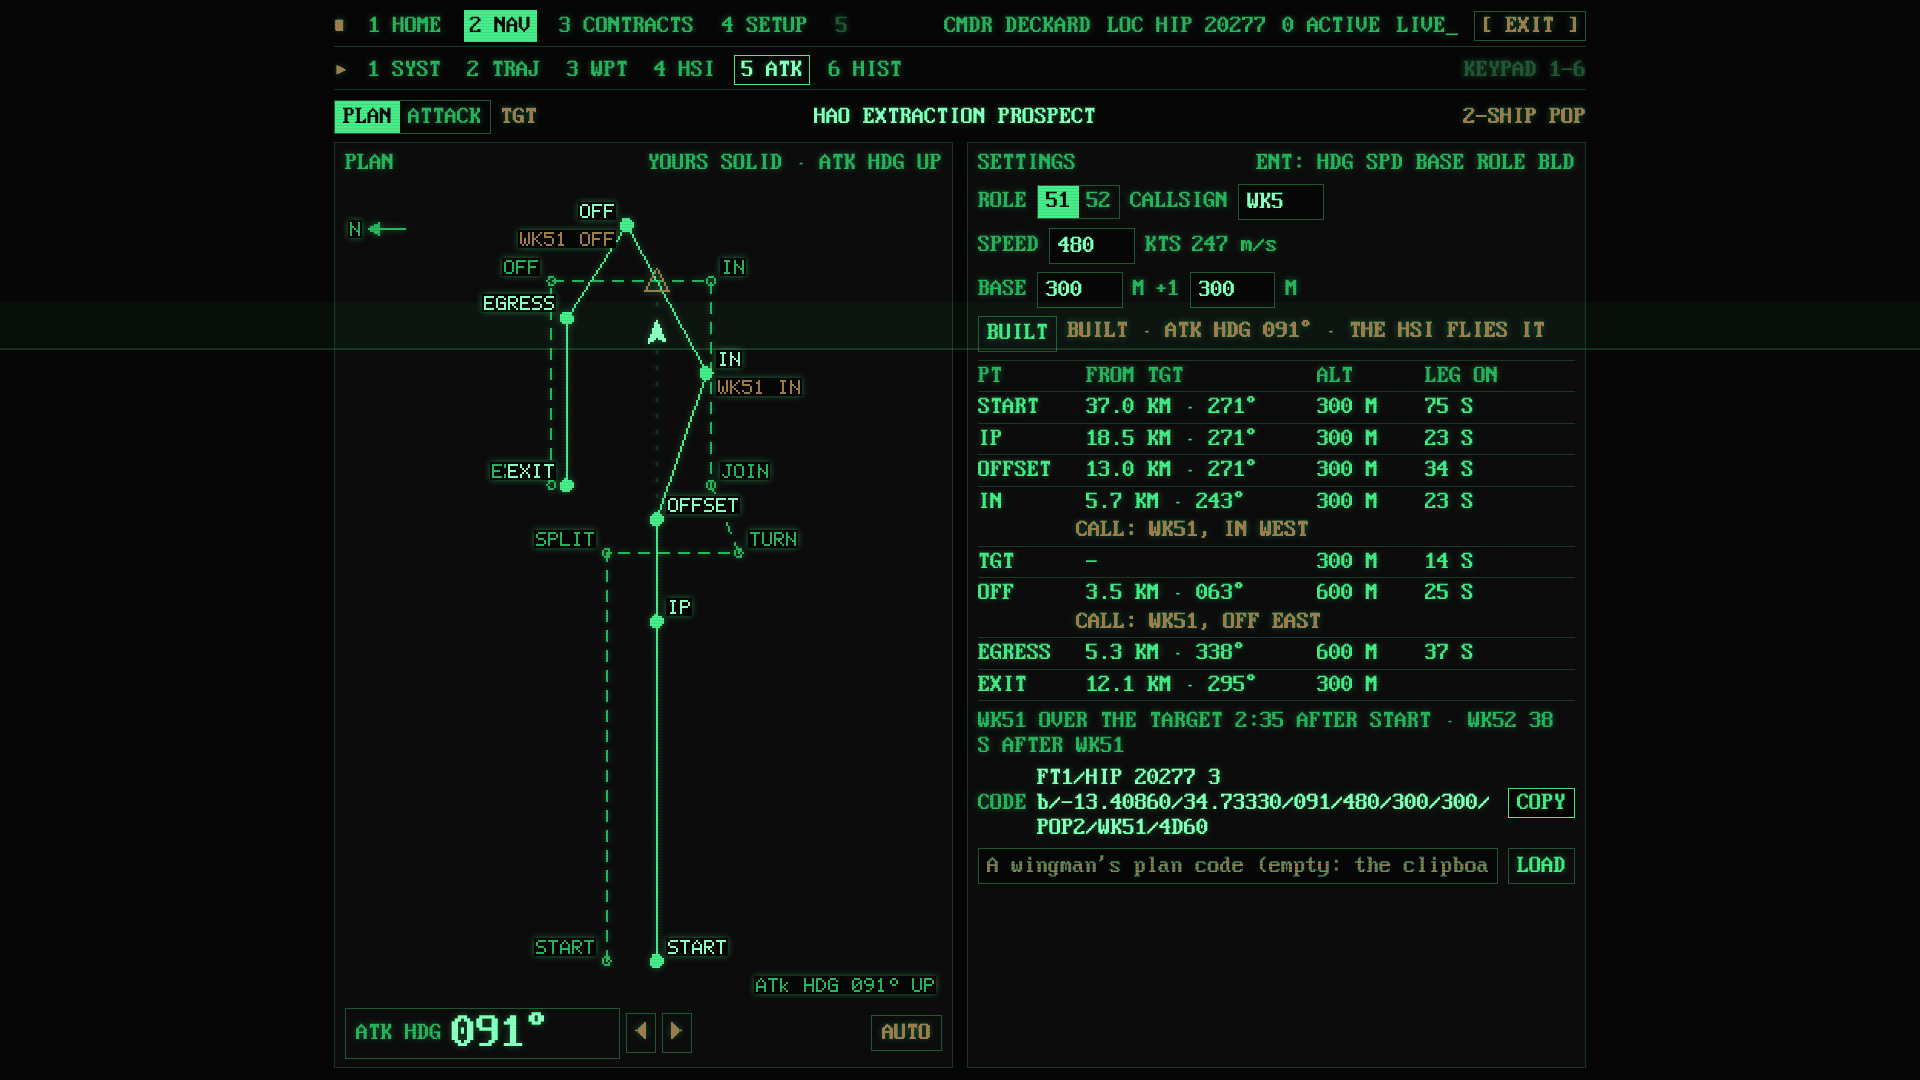 1 HOME 2 NAV 3 CONTRACTS 4 SETUP 5 CMDR DECKARD LOC HIP 20277 0 ACTIVE LIVE_ [ EXIT ]
1 SYST 2 TRAJ 3 WPT 4 HSI 5 ATK 6 HIST KEYPAD 1-6
PLAN ATTACK TGT HAO EXTRACTION PROSPECT 2-SHIP POP
PLAN YOURS SOLID · ATK HDG UP
N
OFF
WK51 OFF
OFF
IN
EGRESS
IN
WK51 IN
EXIT
JOIN
OFFSET
SPLIT
TURN
IP
START
START
ATk HDG 091° UP
ATK HDG 091°
AUTO
SETTINGS ENT: HDG SPD BASE ROLE BLD
ROLE 51 52 CALLSIGN WK5
SPEED 480 KTS 247 m/s
BASE 300 M +1 300 M
BUILT BUILT · ATK HDG 091° · THE HSI FLIES IT
PT FROM TGT ALT LEG ON
START 37.0 KM · 271° 300 M 75 S
IP 18.5 KM · 271° 300 M 23 S
OFFSET 13.0 KM · 271° 300 M 34 S
IN 5.7 KM · 243° 300 M 23 S
CALL: WK51, IN WEST
TGT – 300 M 14 S
OFF 3.5 KM · 063° 600 M 25 S
CALL: WK51, OFF EAST
EGRESS 5.3 KM · 338° 600 M 37 S
EXIT 12.1 KM · 295° 300 M
WK51 OVER THE TARGET 2:35 AFTER START · WK52 38
S AFTER WK51
FT1/HIP 20277 3
CODE b/-13.40860/34.73330/091/480/300/300/ COPY
POP2/WK51/4D60
A wingman's plan code (empty: the clipboa LOAD